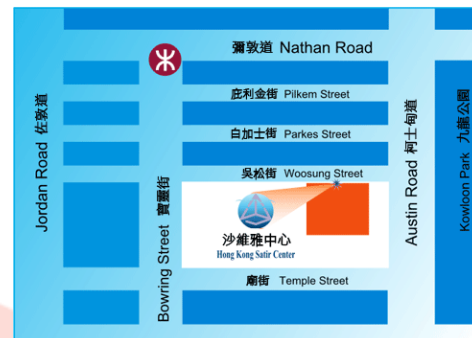 彌敦道 Nathan Road
庇利金街 Pilkem Street
白加士街 Parkes Street
吳松街 Woosung Street
沙維雅中心
Hong Kong Satir Center
廟街 Temple Street
Jordan Road 佐敦道
Bowring Street 寶靈街
Austin Road 柯士甸道
Kowloon Park 九龍公園